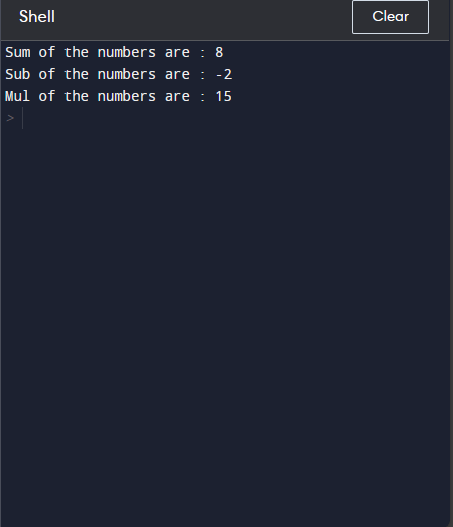 Shell
Clear
Sum of the numbers are : 8
Sub of the numbers are : -2
Mul of the numbers are : 15
>